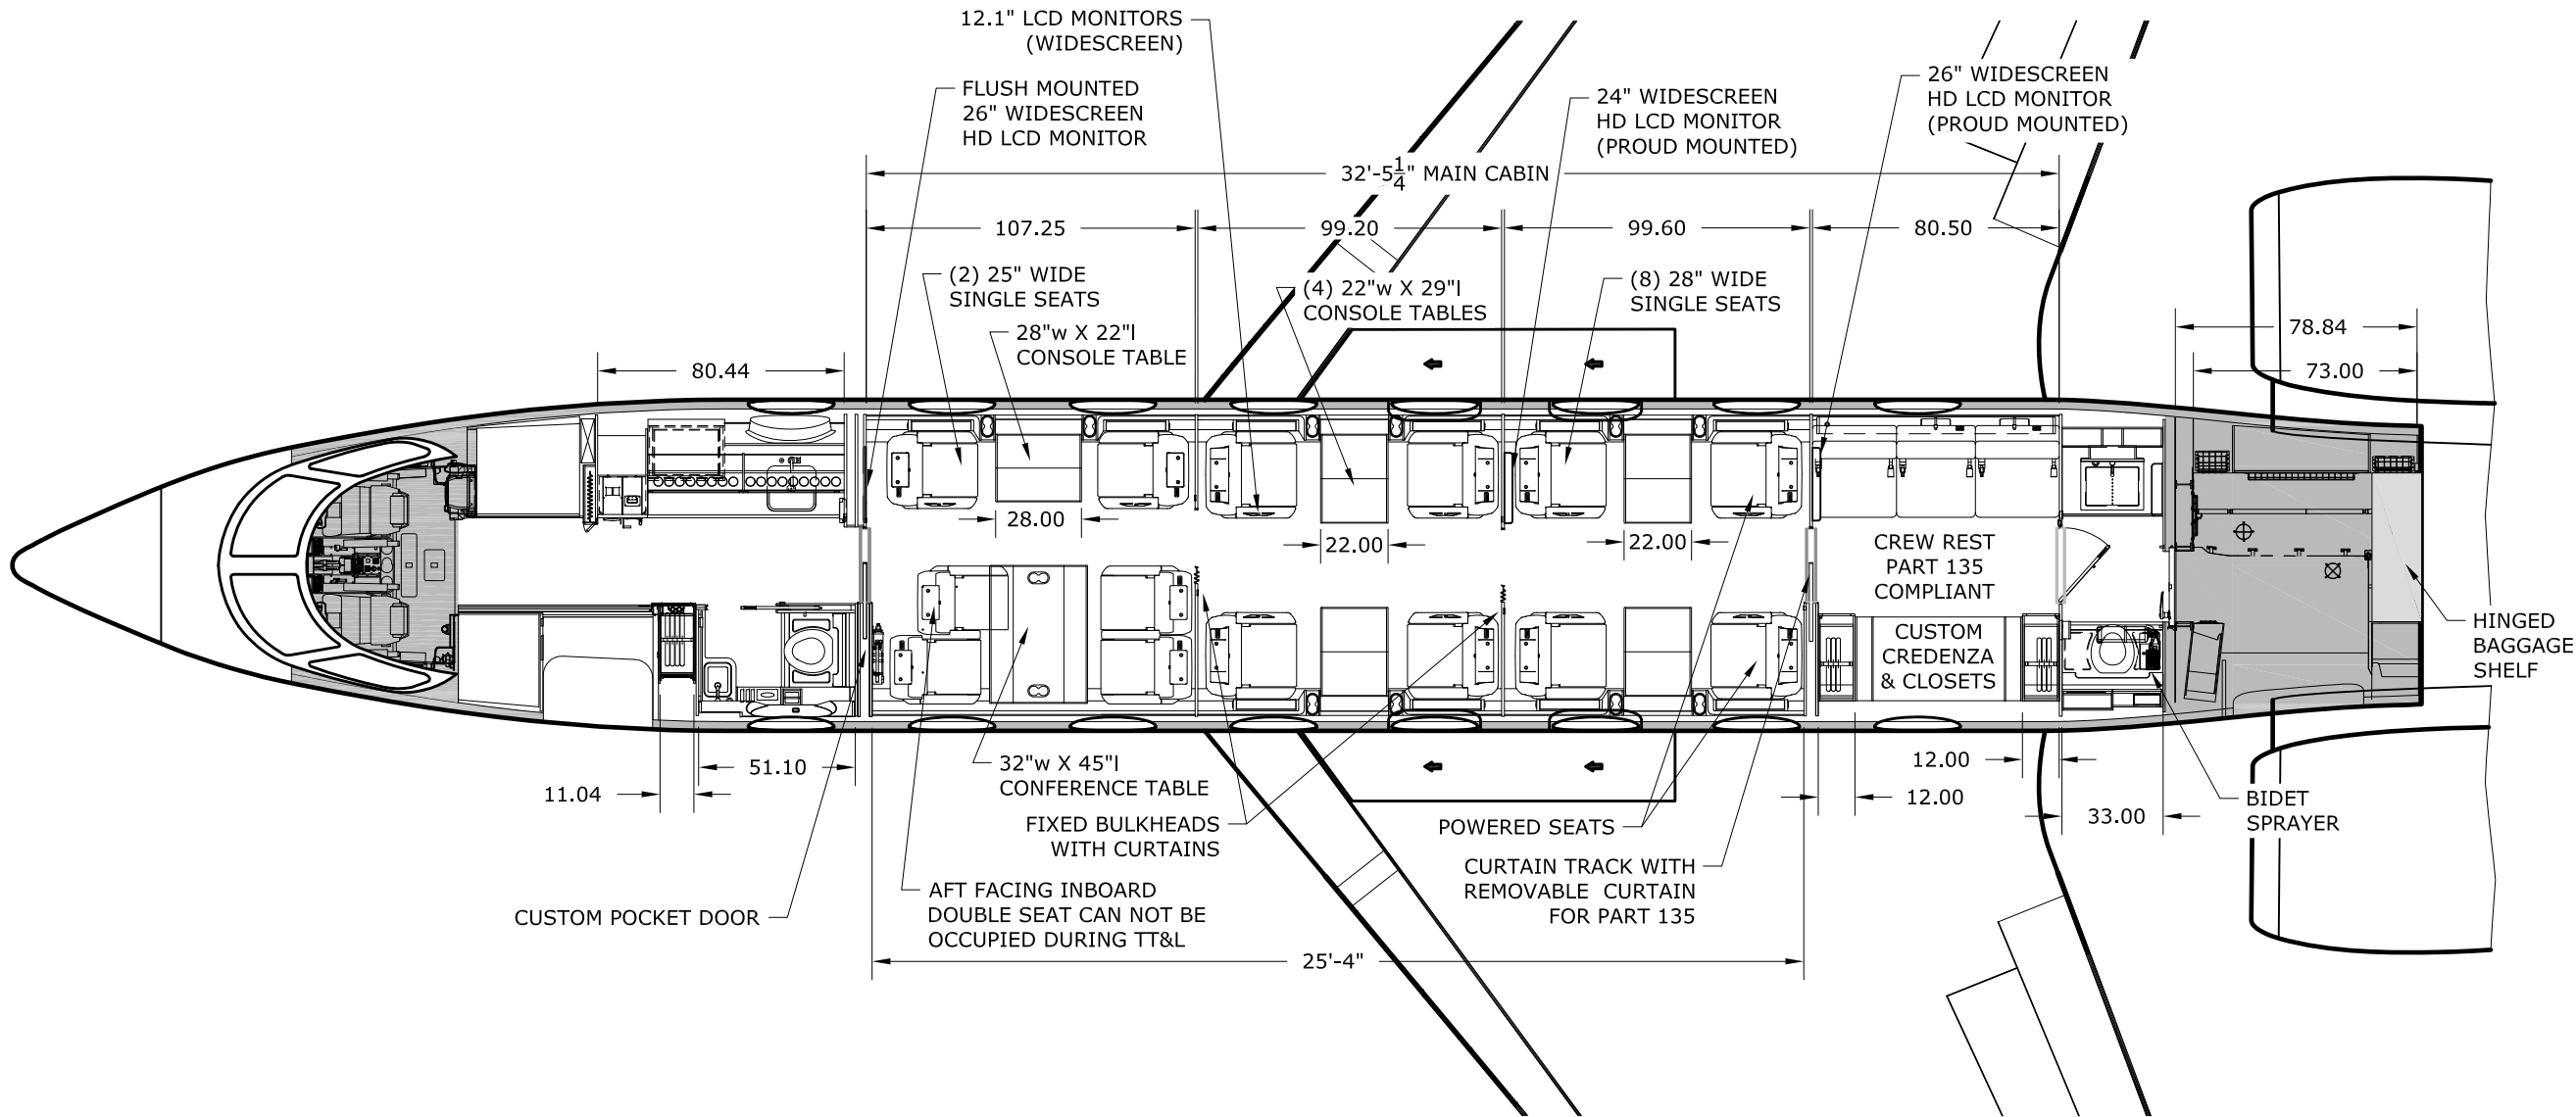 12.1" LCD MONITORS
(WIDESCREEN)
FLUSH MOUNTED
26" WIDESCREEN
HD LCD MONITOR
24" WIDESCREEN
HD LCD MONITOR
(PROUD MOUNTED)
26" WIDESCREEN
HD LCD MONITOR
(PROUD MOUNTED)
32'-5 1/4" MAIN CABIN
107.25
99.20
99.60
80.50
(2) 25" WIDE
SINGLE SEATS
28"w X 22"l
CONSOLE TABLE
(4) 22"w X 29"l
CONSOLE TABLES
(8) 28" WIDE
SINGLE SEATS
78.84
73.00
80.44
28.00
22.00
22.00
CREW REST
PART 135
COMPLIANT
CUSTOM
CREDENZA
& CLOSETS
HINGED
BAGGAGE
SHELF
51.10
11.04
32"w X 45"l
CONFERENCE TABLE
FIXED BULKHEADS
WITH CURTAINS
POWERED SEATS
12.00
12.00
33.00
BIDET
SPRAYER
CURTAIN TRACK WITH
REMOVABLE CURTAIN
FOR PART 135
AFT FACING INBOARD
DOUBLE SEAT CAN NOT BE
OCCUPIED DURING TT&L
CUSTOM POCKET DOOR
25'-4"